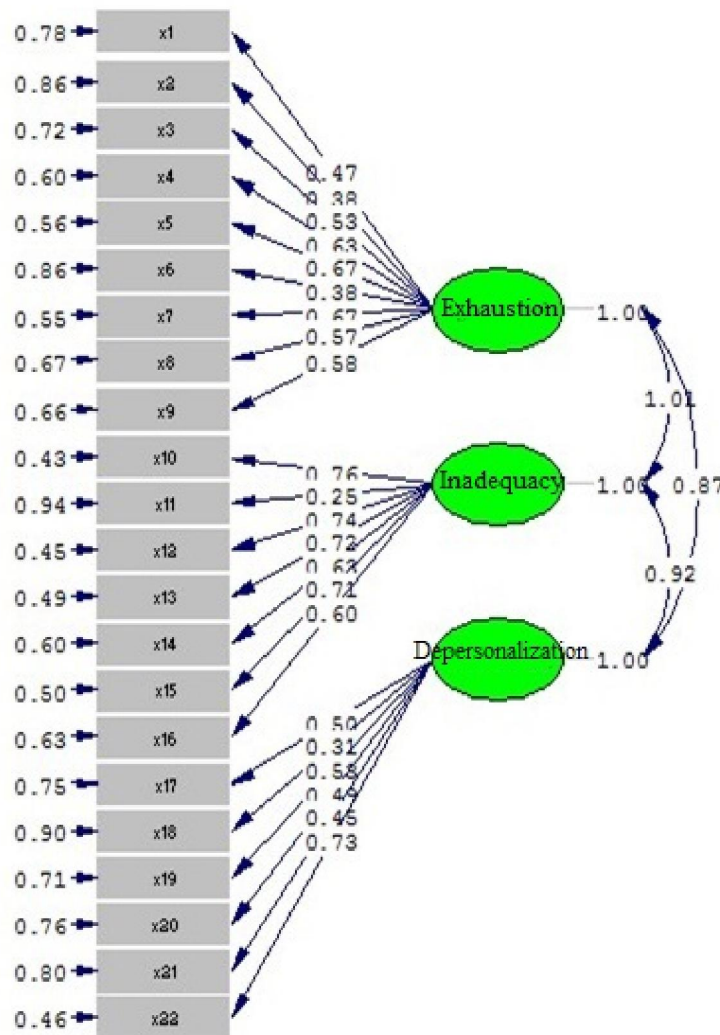 0.78 x1
0.86 x2
0.72 x3
0.60 x4
0.56 x5
0.86 x6
0.55 x7
0.67 x8
0.66 x9
0.43 x10
0.94 x11
0.45 x12
0.49 x13
0.60 x14
0.50 x15
0.63 x16
0.75 x17
0.90 x18
0.71 x19
0.76 x20
0.80 x21
0.46 x22
0.47
0.38
0.53
0.63
0.67
0.38
0.67
0.57
0.58
0.76
0.25
0.74
0.72
0.63
0.71
0.60
0.50
0.31
0.49
0.45
0.73
Exhaustion 1.00
Inadequacy 1.00
Depersonalization 1.00
1.01
0.87
0.92